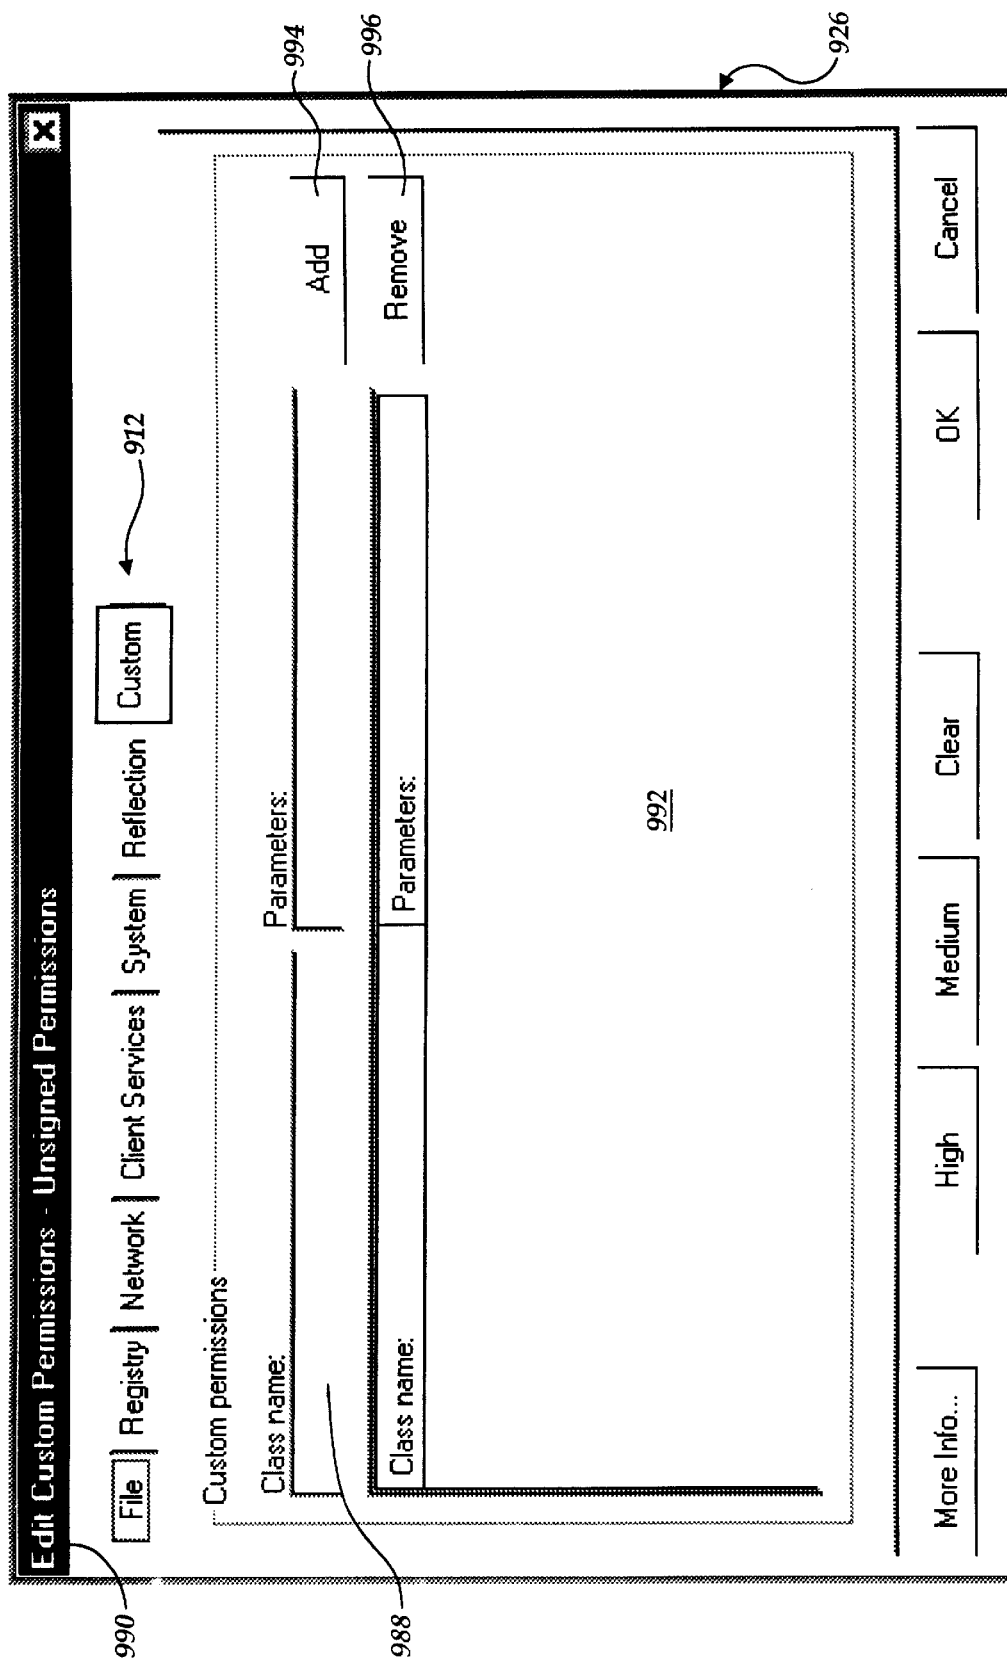 Edit Custom Permissions - Unsigned Permissions
990
File Registry Network Client Services System Reflection Custom
912
Custom permissions
Class name: Parameters:
Add
994
988
Class name: Parameters:
Remove
996
992
More Info... High Medium Clear OK Cancel
926